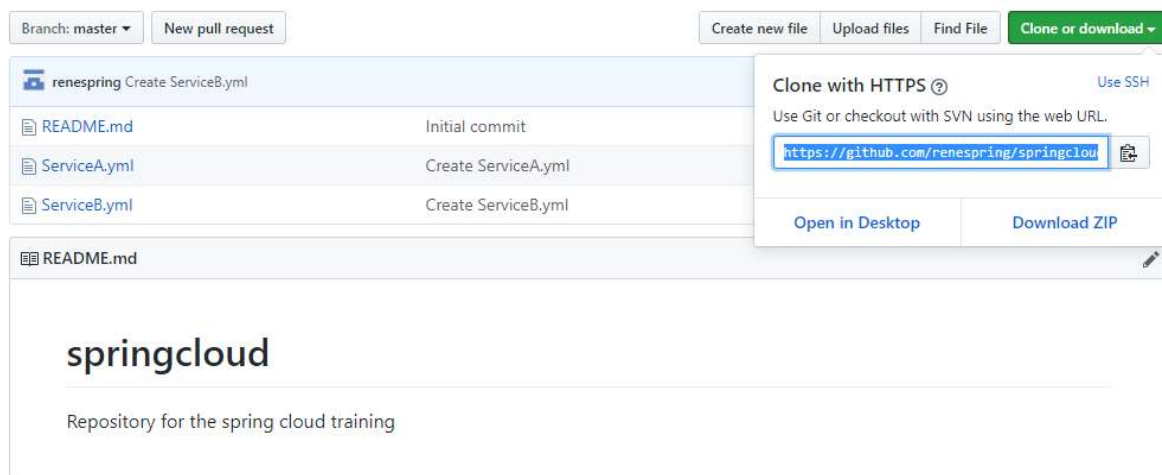 Branch: master New pull request Create new file Upload files Find File Clone or download
renespring Create ServiceB.yml
Clone with HTTPS Use SSH
Use Git or checkout with SVN using the web URL.
https://github.com/renespring/springclou
Open in Desktop Download ZIP
README.md Initial commit
ServiceA.yml Create ServiceA.yml
ServiceB.yml Create ServiceB.yml
README.md
springcloud
Repository for the spring cloud training